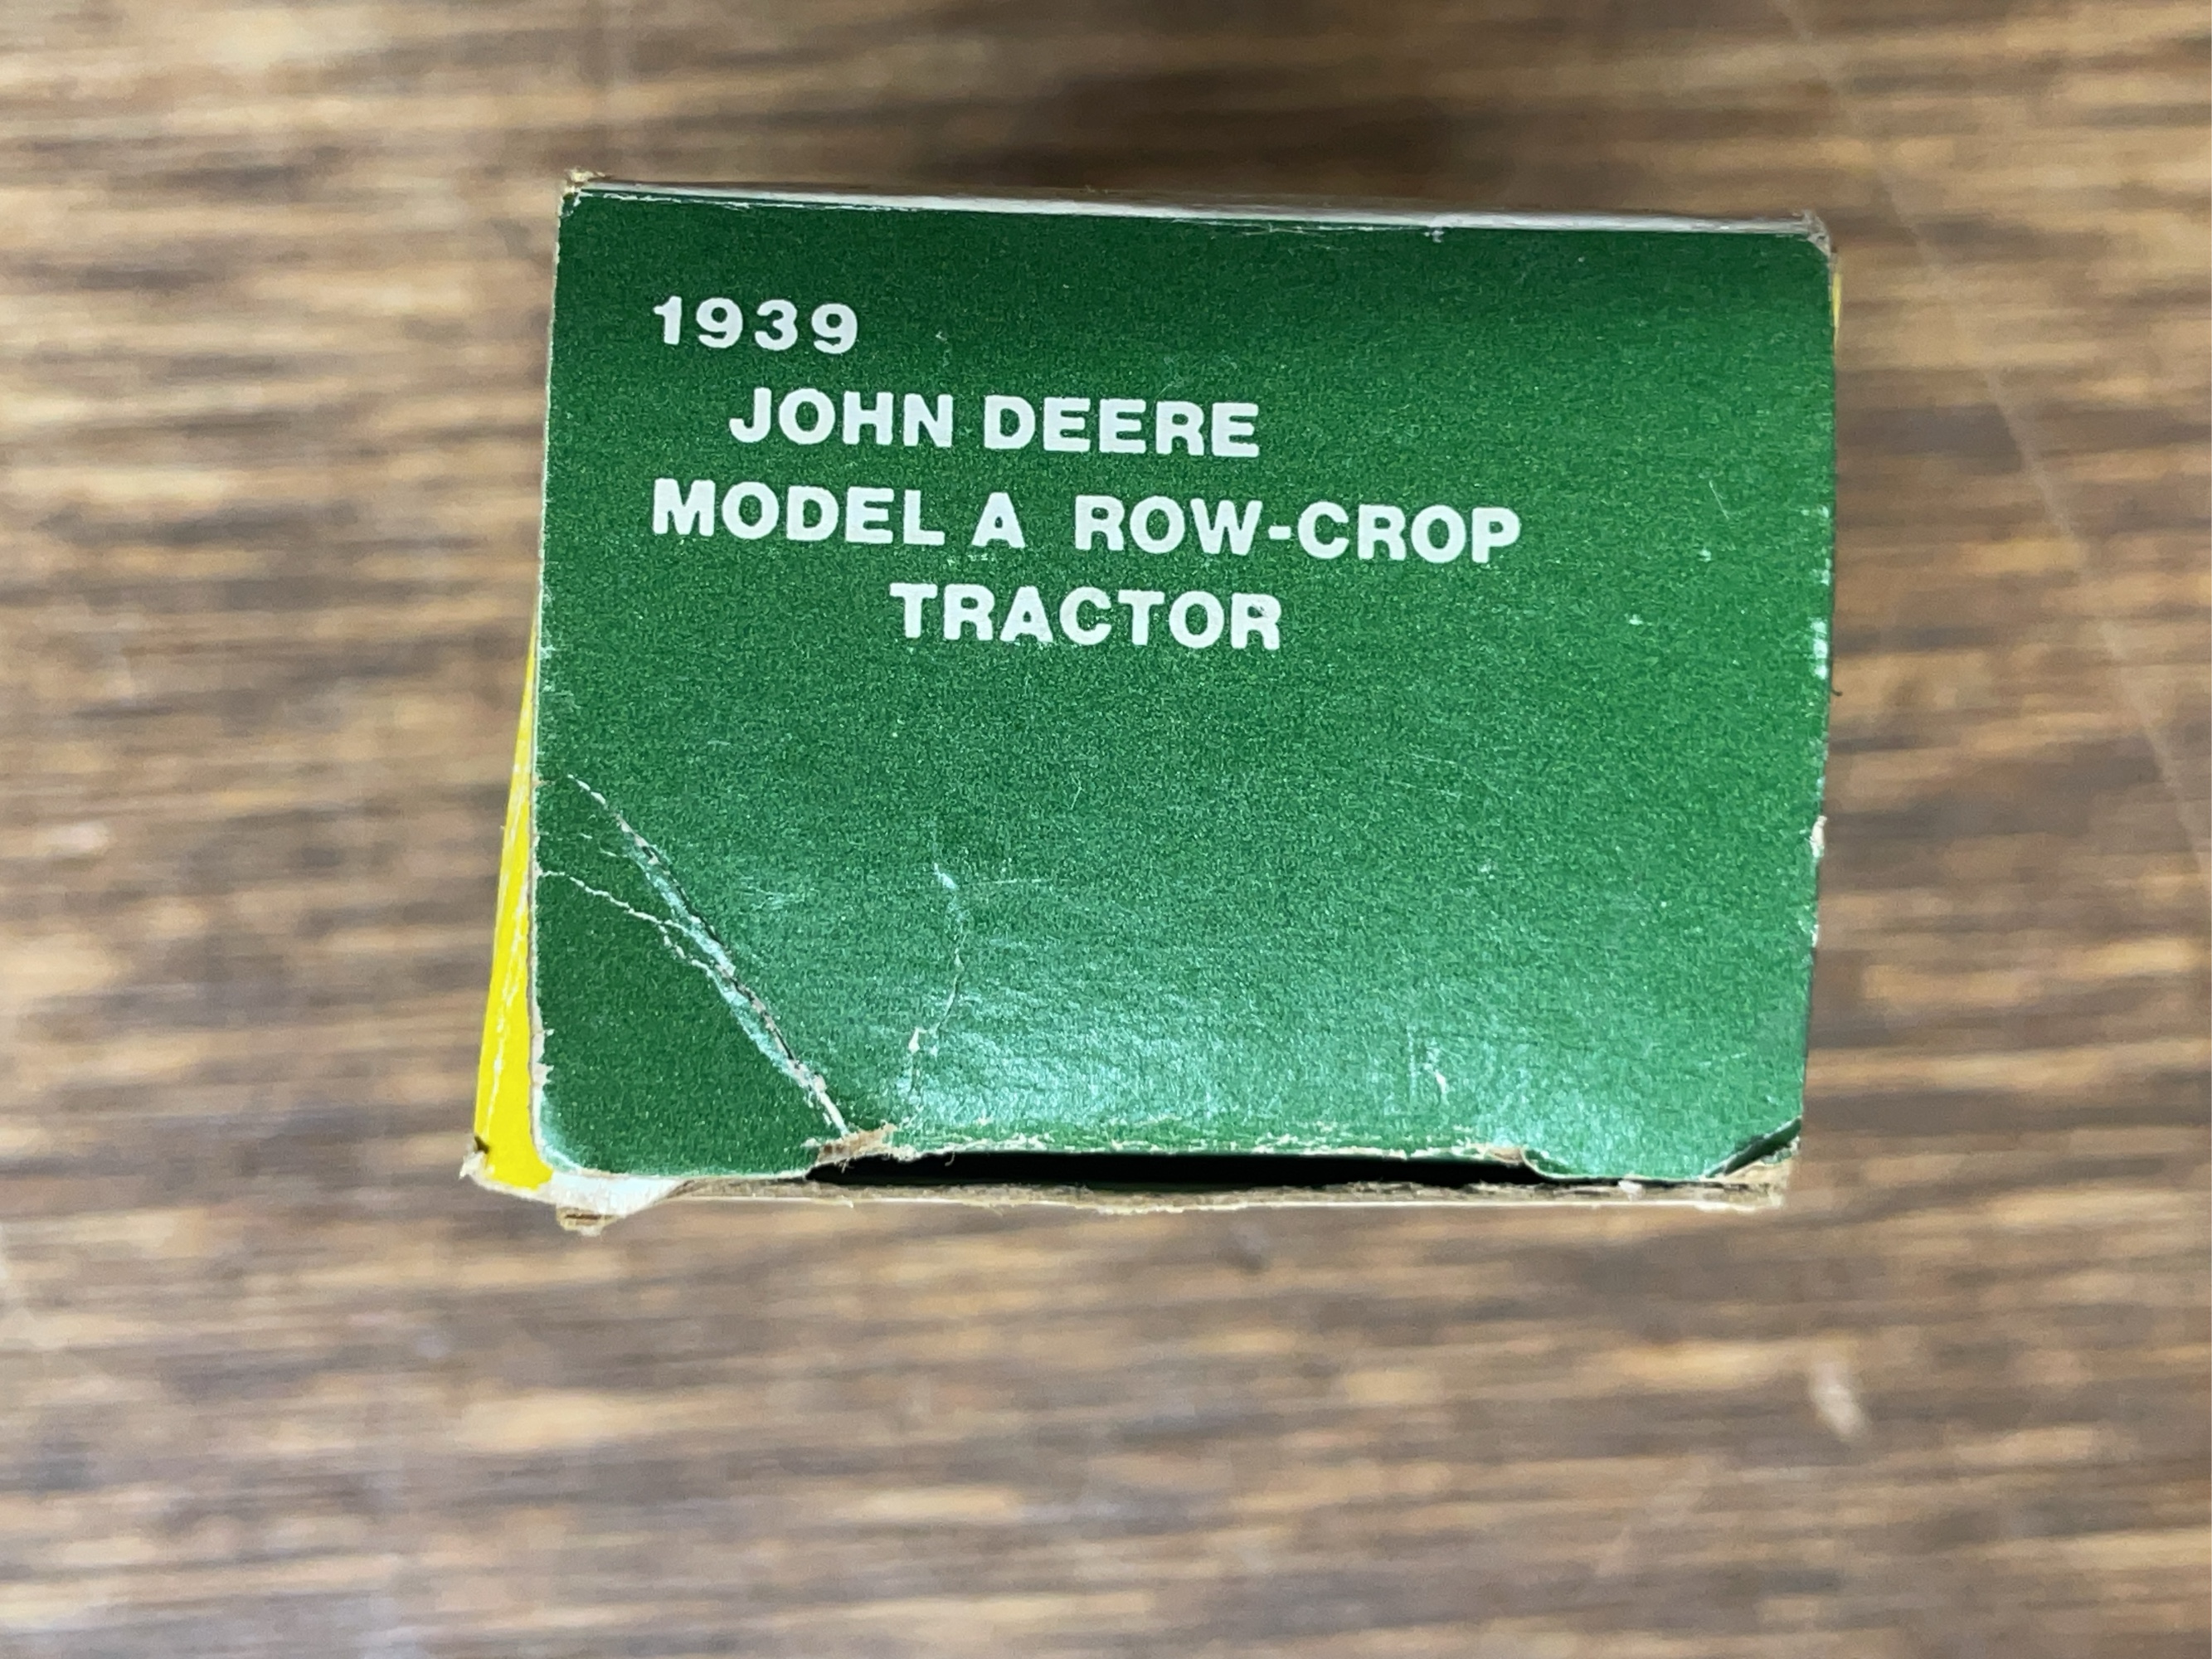 1939
JOHN DEERE
MODEL A ROW-CROP
TRACTOR